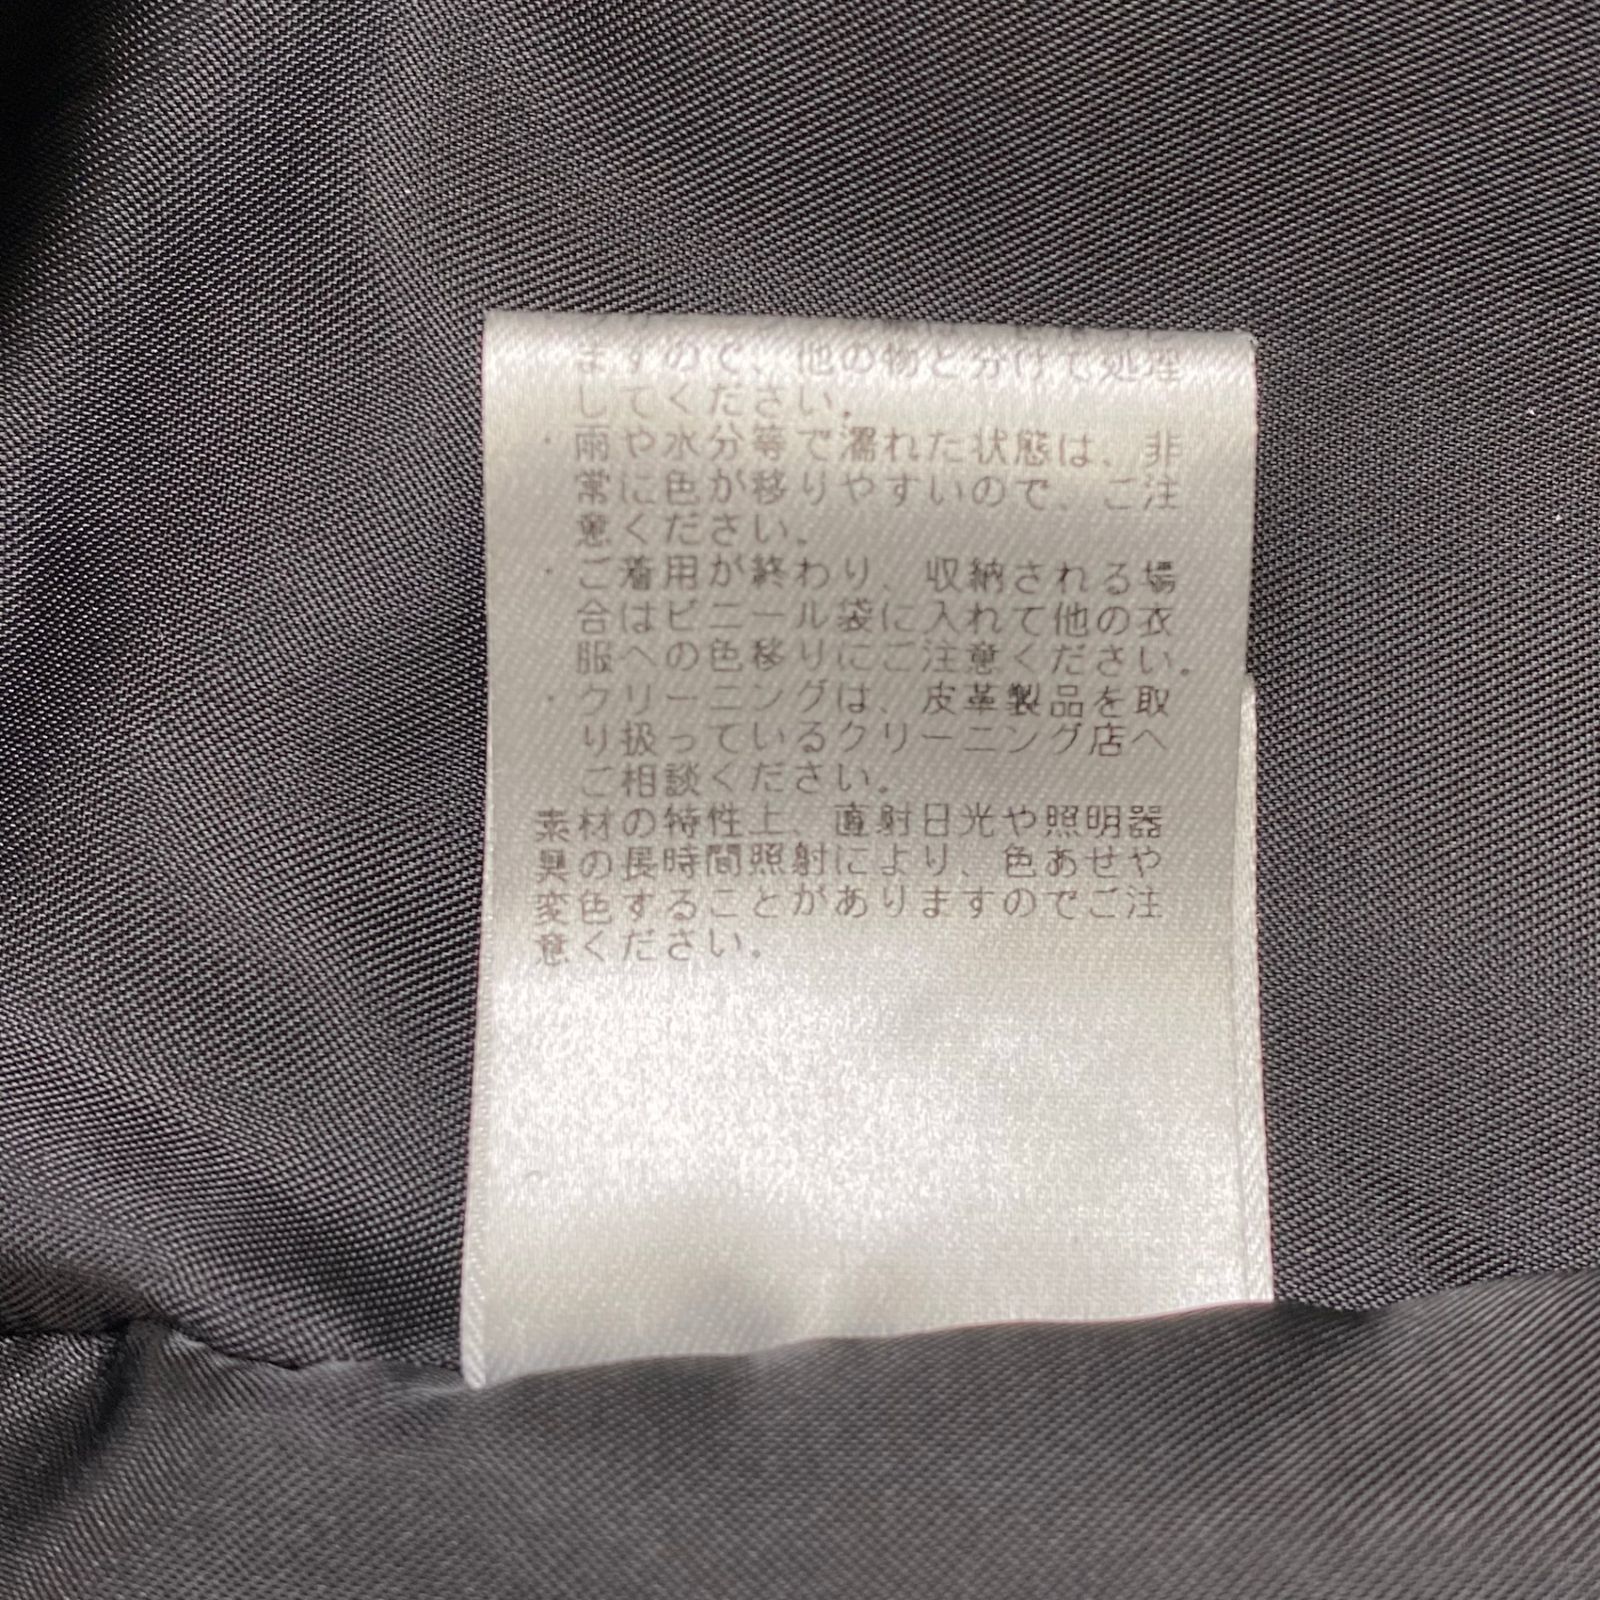 ますので、他の物と分けて処理
してください。
・雨や水分等で濡れた状態は、非
常に色が移りやすいので、ご注
意ください。
・ご着用が終わり、収納される場
合はビニール袋に入れて他の衣
服への色移りにご注意ください。
・クリーニングは、皮革製品を取
り扱っているクリーニング店へ
ご相談ください。
素材の特性上、直射日光や照明器
具の長時間照射により、色あせや
変色することがありますのでご注
意ください。